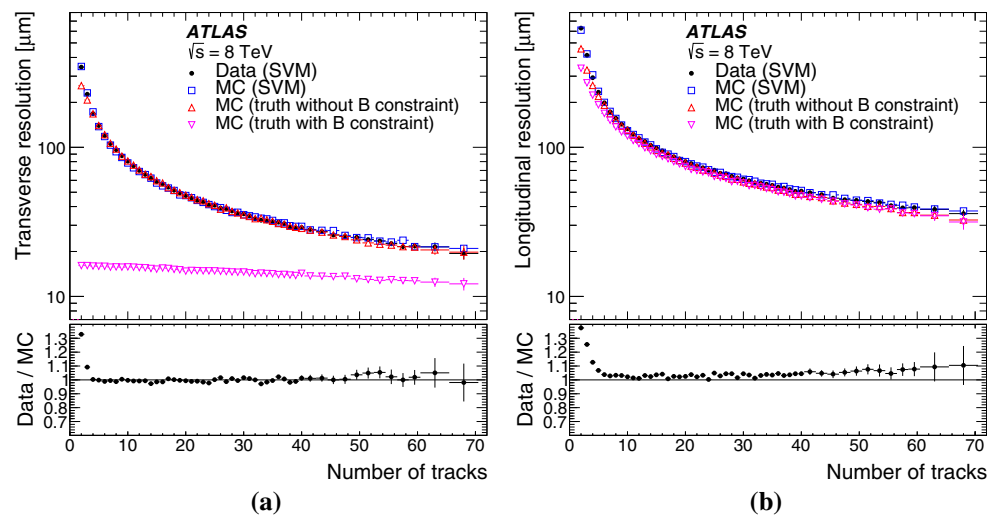 Transverse resolution [μm]
100
10
ATLAS
√s = 8 TeV
Data (SVM)
MC (SVM)
MC (truth without B constraint)
MC (truth with B constraint)
Data / MC
1.3
1.2
1.1
1
0.9
0.8
0.7
0 10 20 30 40 50 60 70
Number of tracks
(a)
Longitudinal resolution [μm]
100
10
ATLAS
√s = 8 TeV
Data (SVM)
MC (SVM)
MC (truth without B constraint)
MC (truth with B constraint)
Data / MC
1.3
1.2
1.1
1
0.9
0.8
0.7
0 10 20 30 40 50 60 70
Number of tracks
(b)